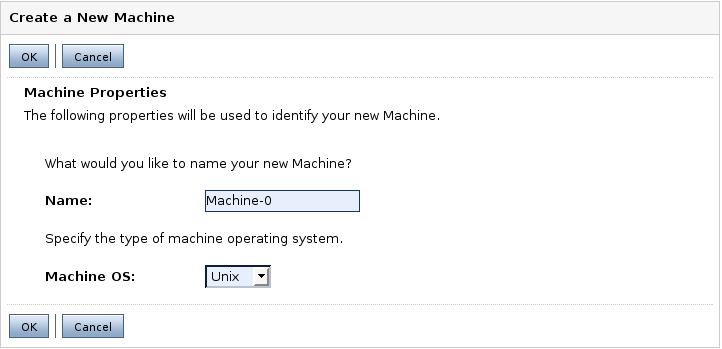 Create a New Machine
OK Cancel
Machine Properties
The following properties will be used to identify your new Machine.
What would you like to name your new Machine?
Name: Machine-0
Specify the type of machine operating system.
Machine OS: Unix
OK Cancel